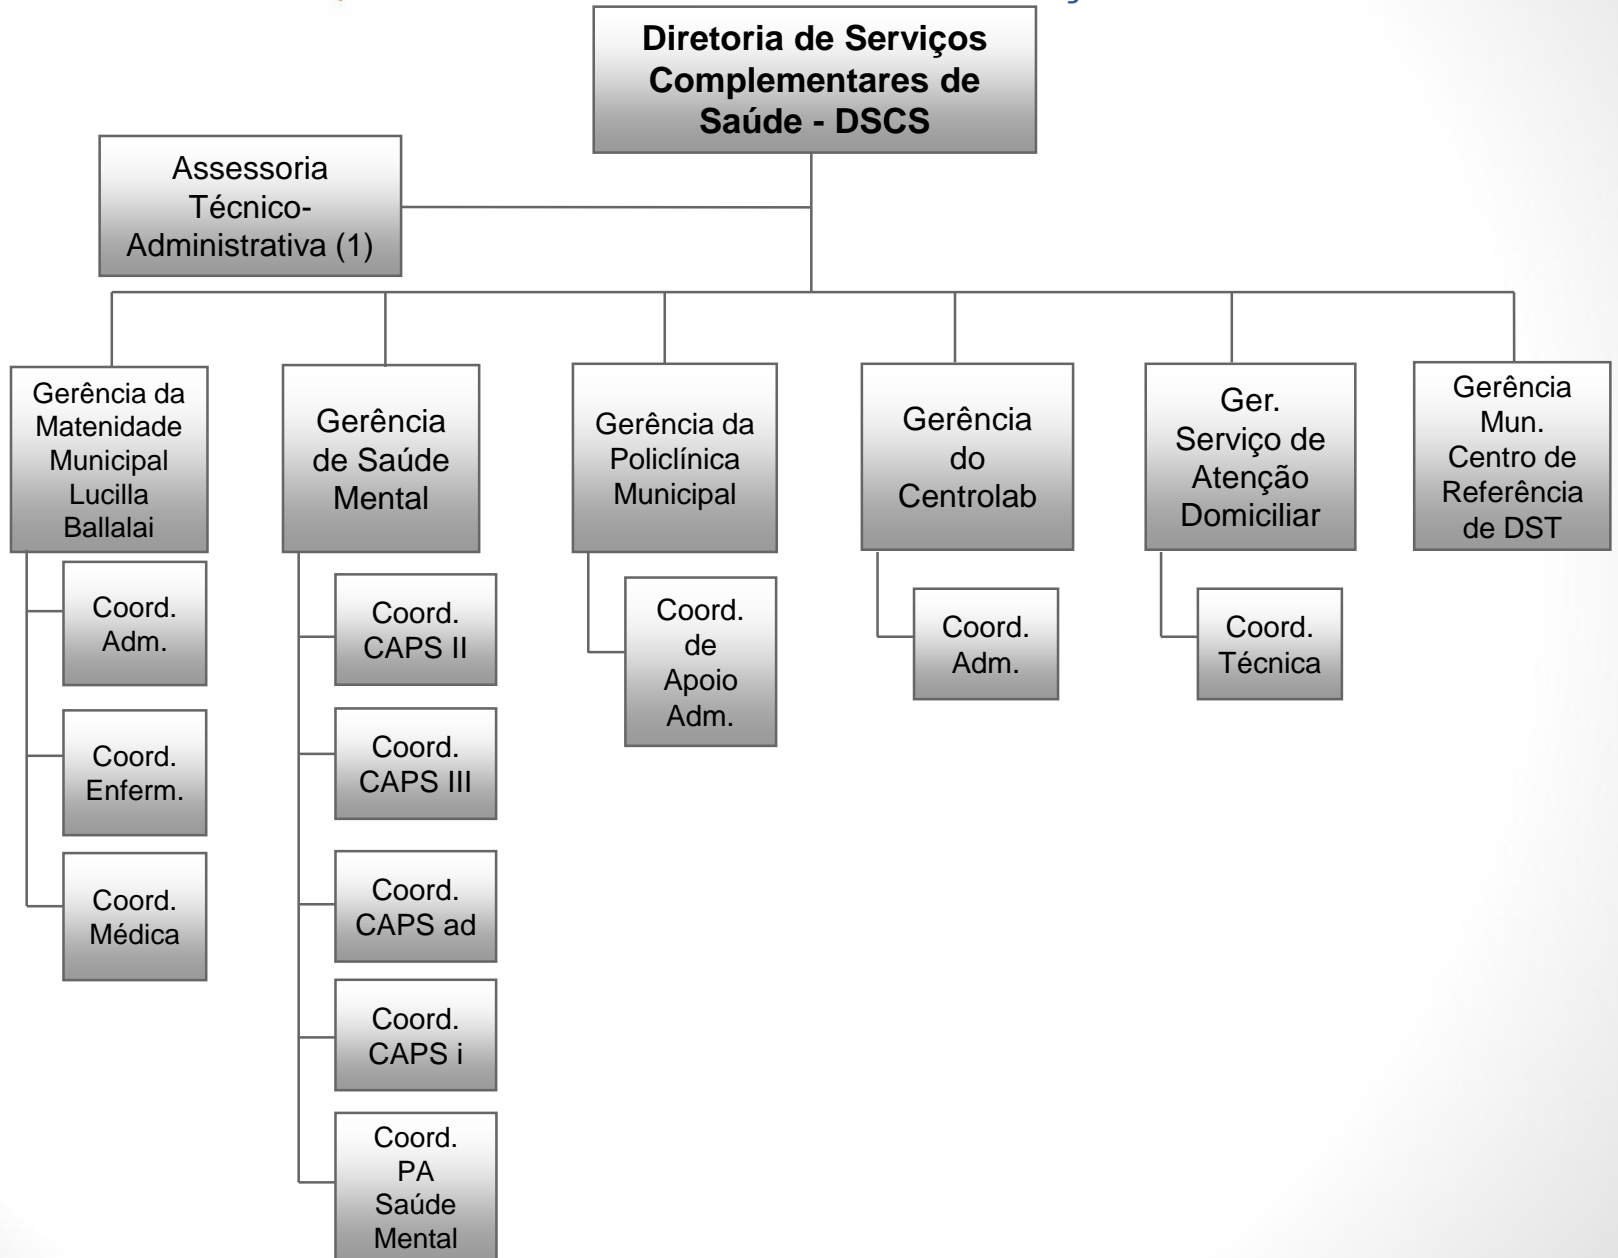 Diretoria de Serviços
Complementares de
Saúde - DSCS
Assessoria
Técnico-
Administrativa (1)
Gerência da
Matenidade
Municipal
Lucilla
Ballalai
Gerência
de Saúde
Mental
Gerência da
Policlínica
Municipal
Gerência
do
Centrolab
Ger.
Serviço de
Atenção
Domiciliar
Gerência
Mun.
Centro de
Referência
de DST
Coord.
Adm.
Coord.
Enferm.
Coord.
Médica
Coord.
CAPS II
Coord.
CAPS III
Coord.
CAPS ad
Coord.
CAPS i
Coord.
PA
Saúde
Mental
Coord.
de
Apoio
Adm.
Coord.
Adm.
Coord.
Técnica